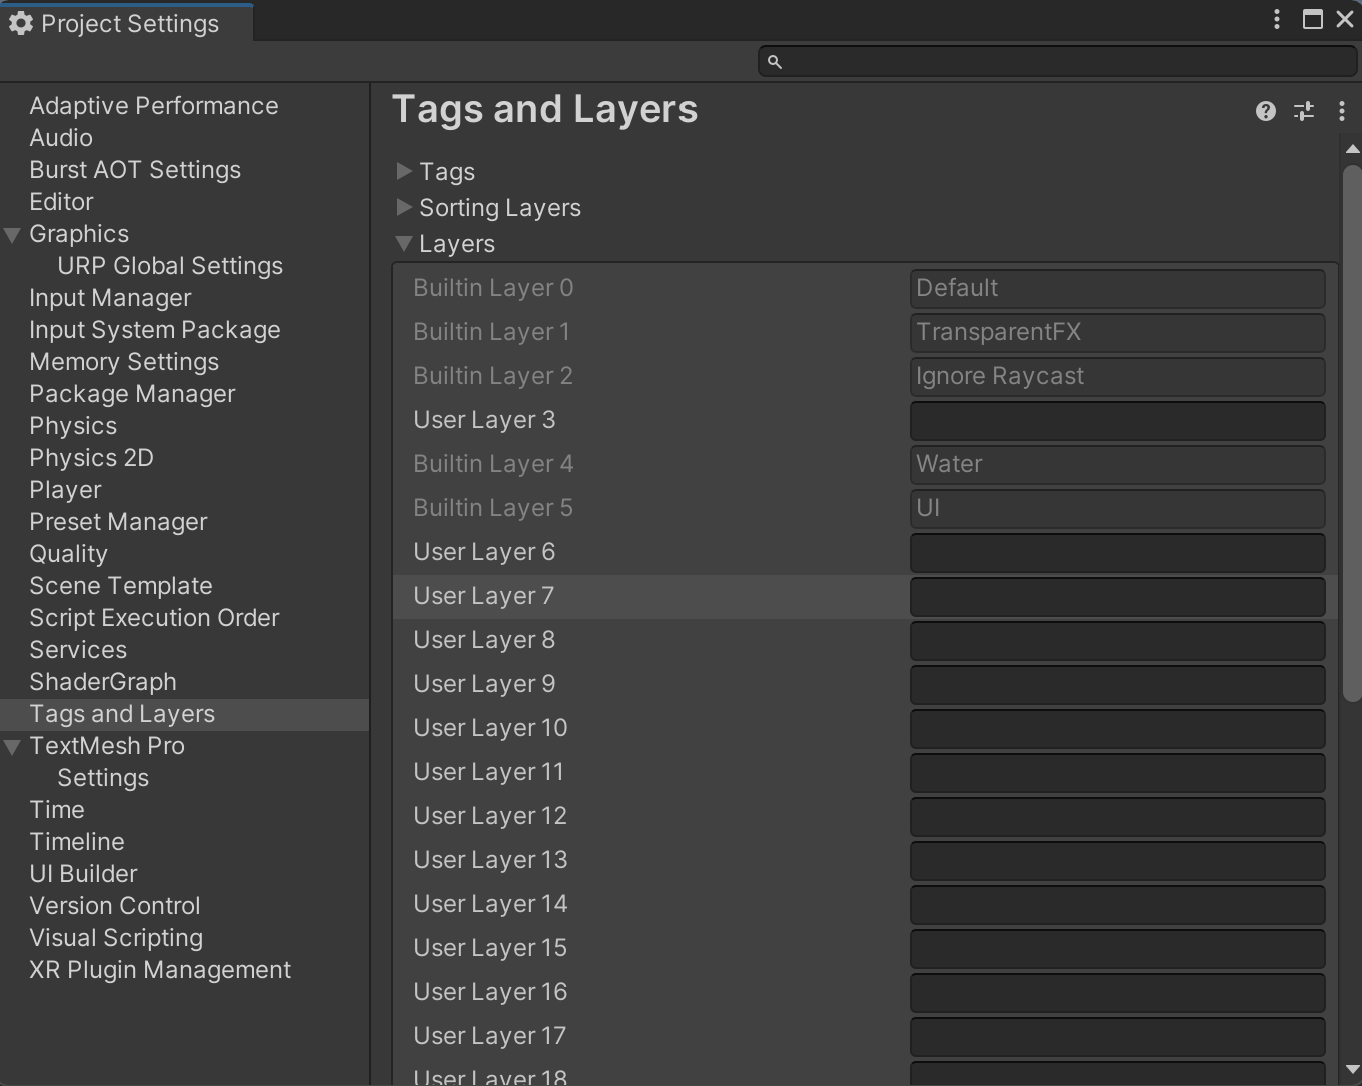 Project Settings
Adaptive Performance
Audio
Burst AOT Settings
Editor
Graphics
URP Global Settings
Input Manager
Input System Package
Memory Settings
Package Manager
Physics
Physics 2D
Player
Preset Manager
Quality
Scene Template
Script Execution Order
Services
ShaderGraph
Tags and Layers
TextMesh Pro
Settings
Time
Timeline
UI Builder
Version Control
Visual Scripting
XR Plugin Management
Tags and Layers
Tags
Sorting Layers
Layers
Builtin Layer 0 Default
Builtin Layer 1 TransparentFX
Builtin Layer 2 Ignore Raycast
User Layer 3
Builtin Layer 4 Water
Builtin Layer 5 UI
User Layer 6
User Layer 7
User Layer 8
User Layer 9
User Layer 10
User Layer 11
User Layer 12
User Layer 13
User Layer 14
User Layer 15
User Layer 16
User Layer 17
User Layer 18